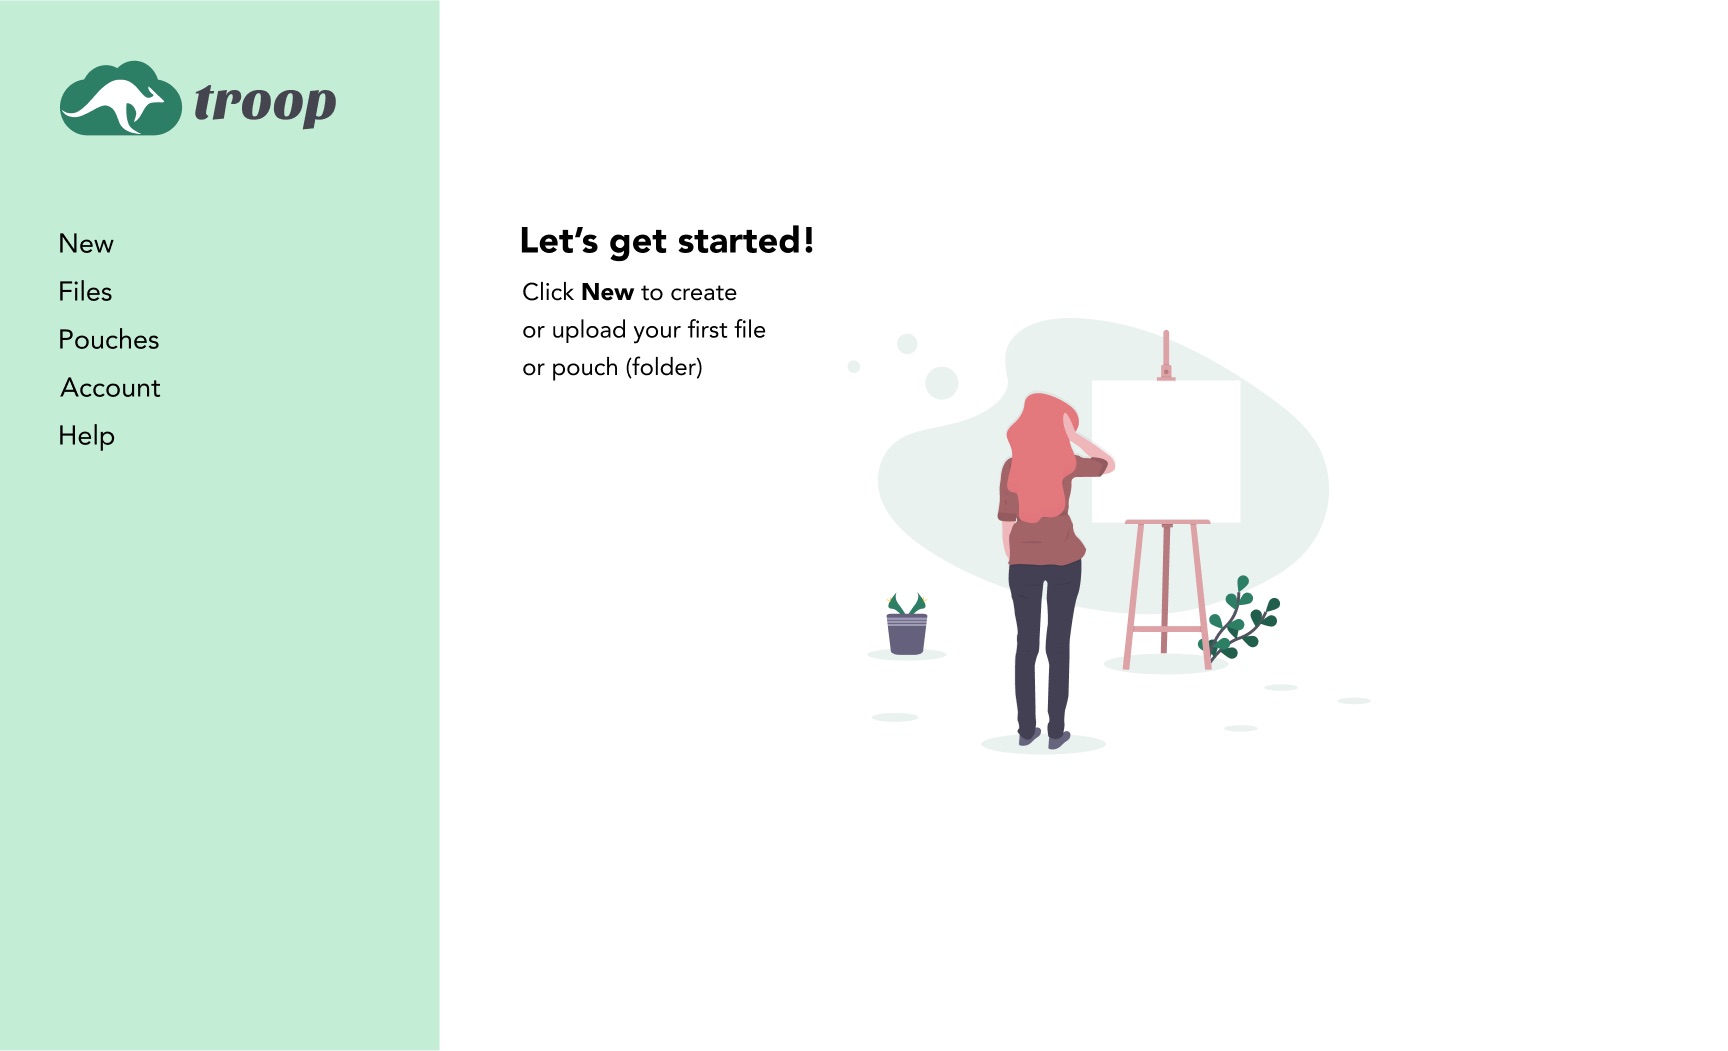 troop
New
Files
Pouches
Account
Help
Let’s get started!
Click New to create
or upload your first file
or pouch (folder)